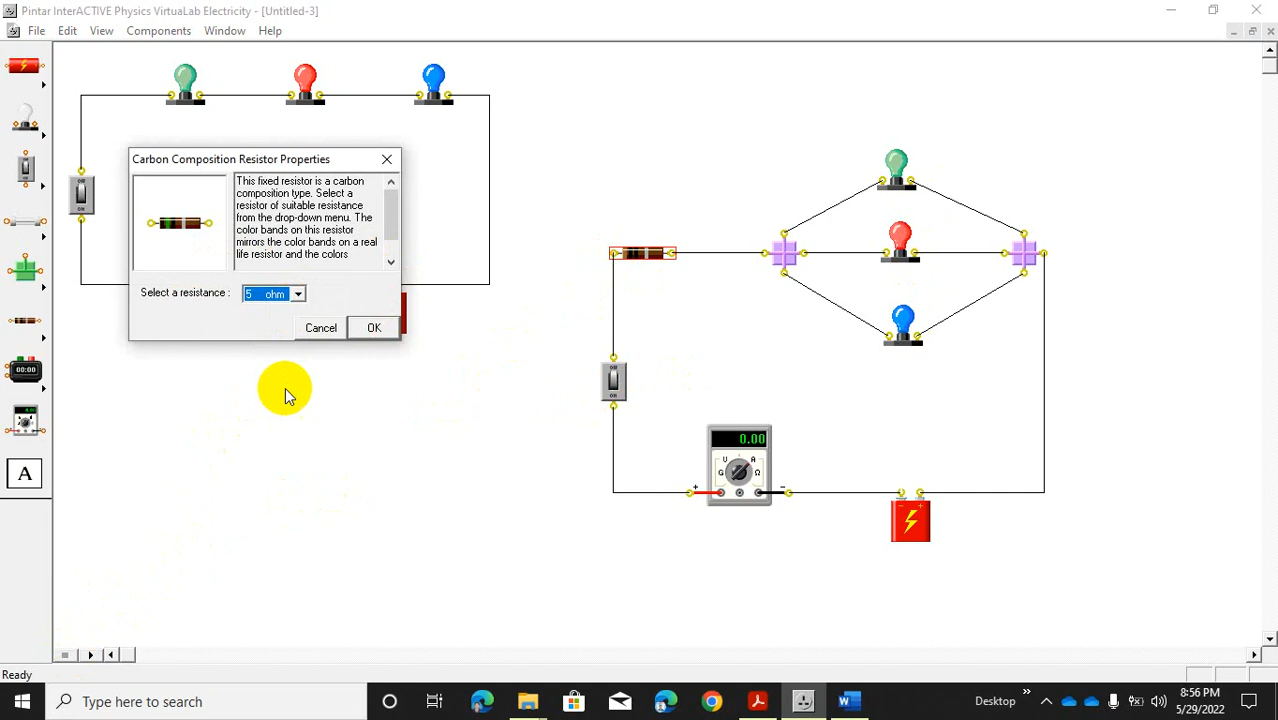 Pintar InterACTIVE Physics VirtuaLab Electricity - [Untitled-3]
File Edit View Components Window Help
Carbon Composition Resistor Properties
This fixed resistor is a carbon
composition type. Select a
resistor of suitable resistance
from the drop-down menu. The
color bands on this resistor
mirrors the color bands on a real
life resistor and the colors
Select a resistance :
5 ohm
Cancel OK
00:00
A
0.00
U A
G Ω
+ −
− +
Ready
Type here to search
Desktop
8:56 PM
5/29/2022